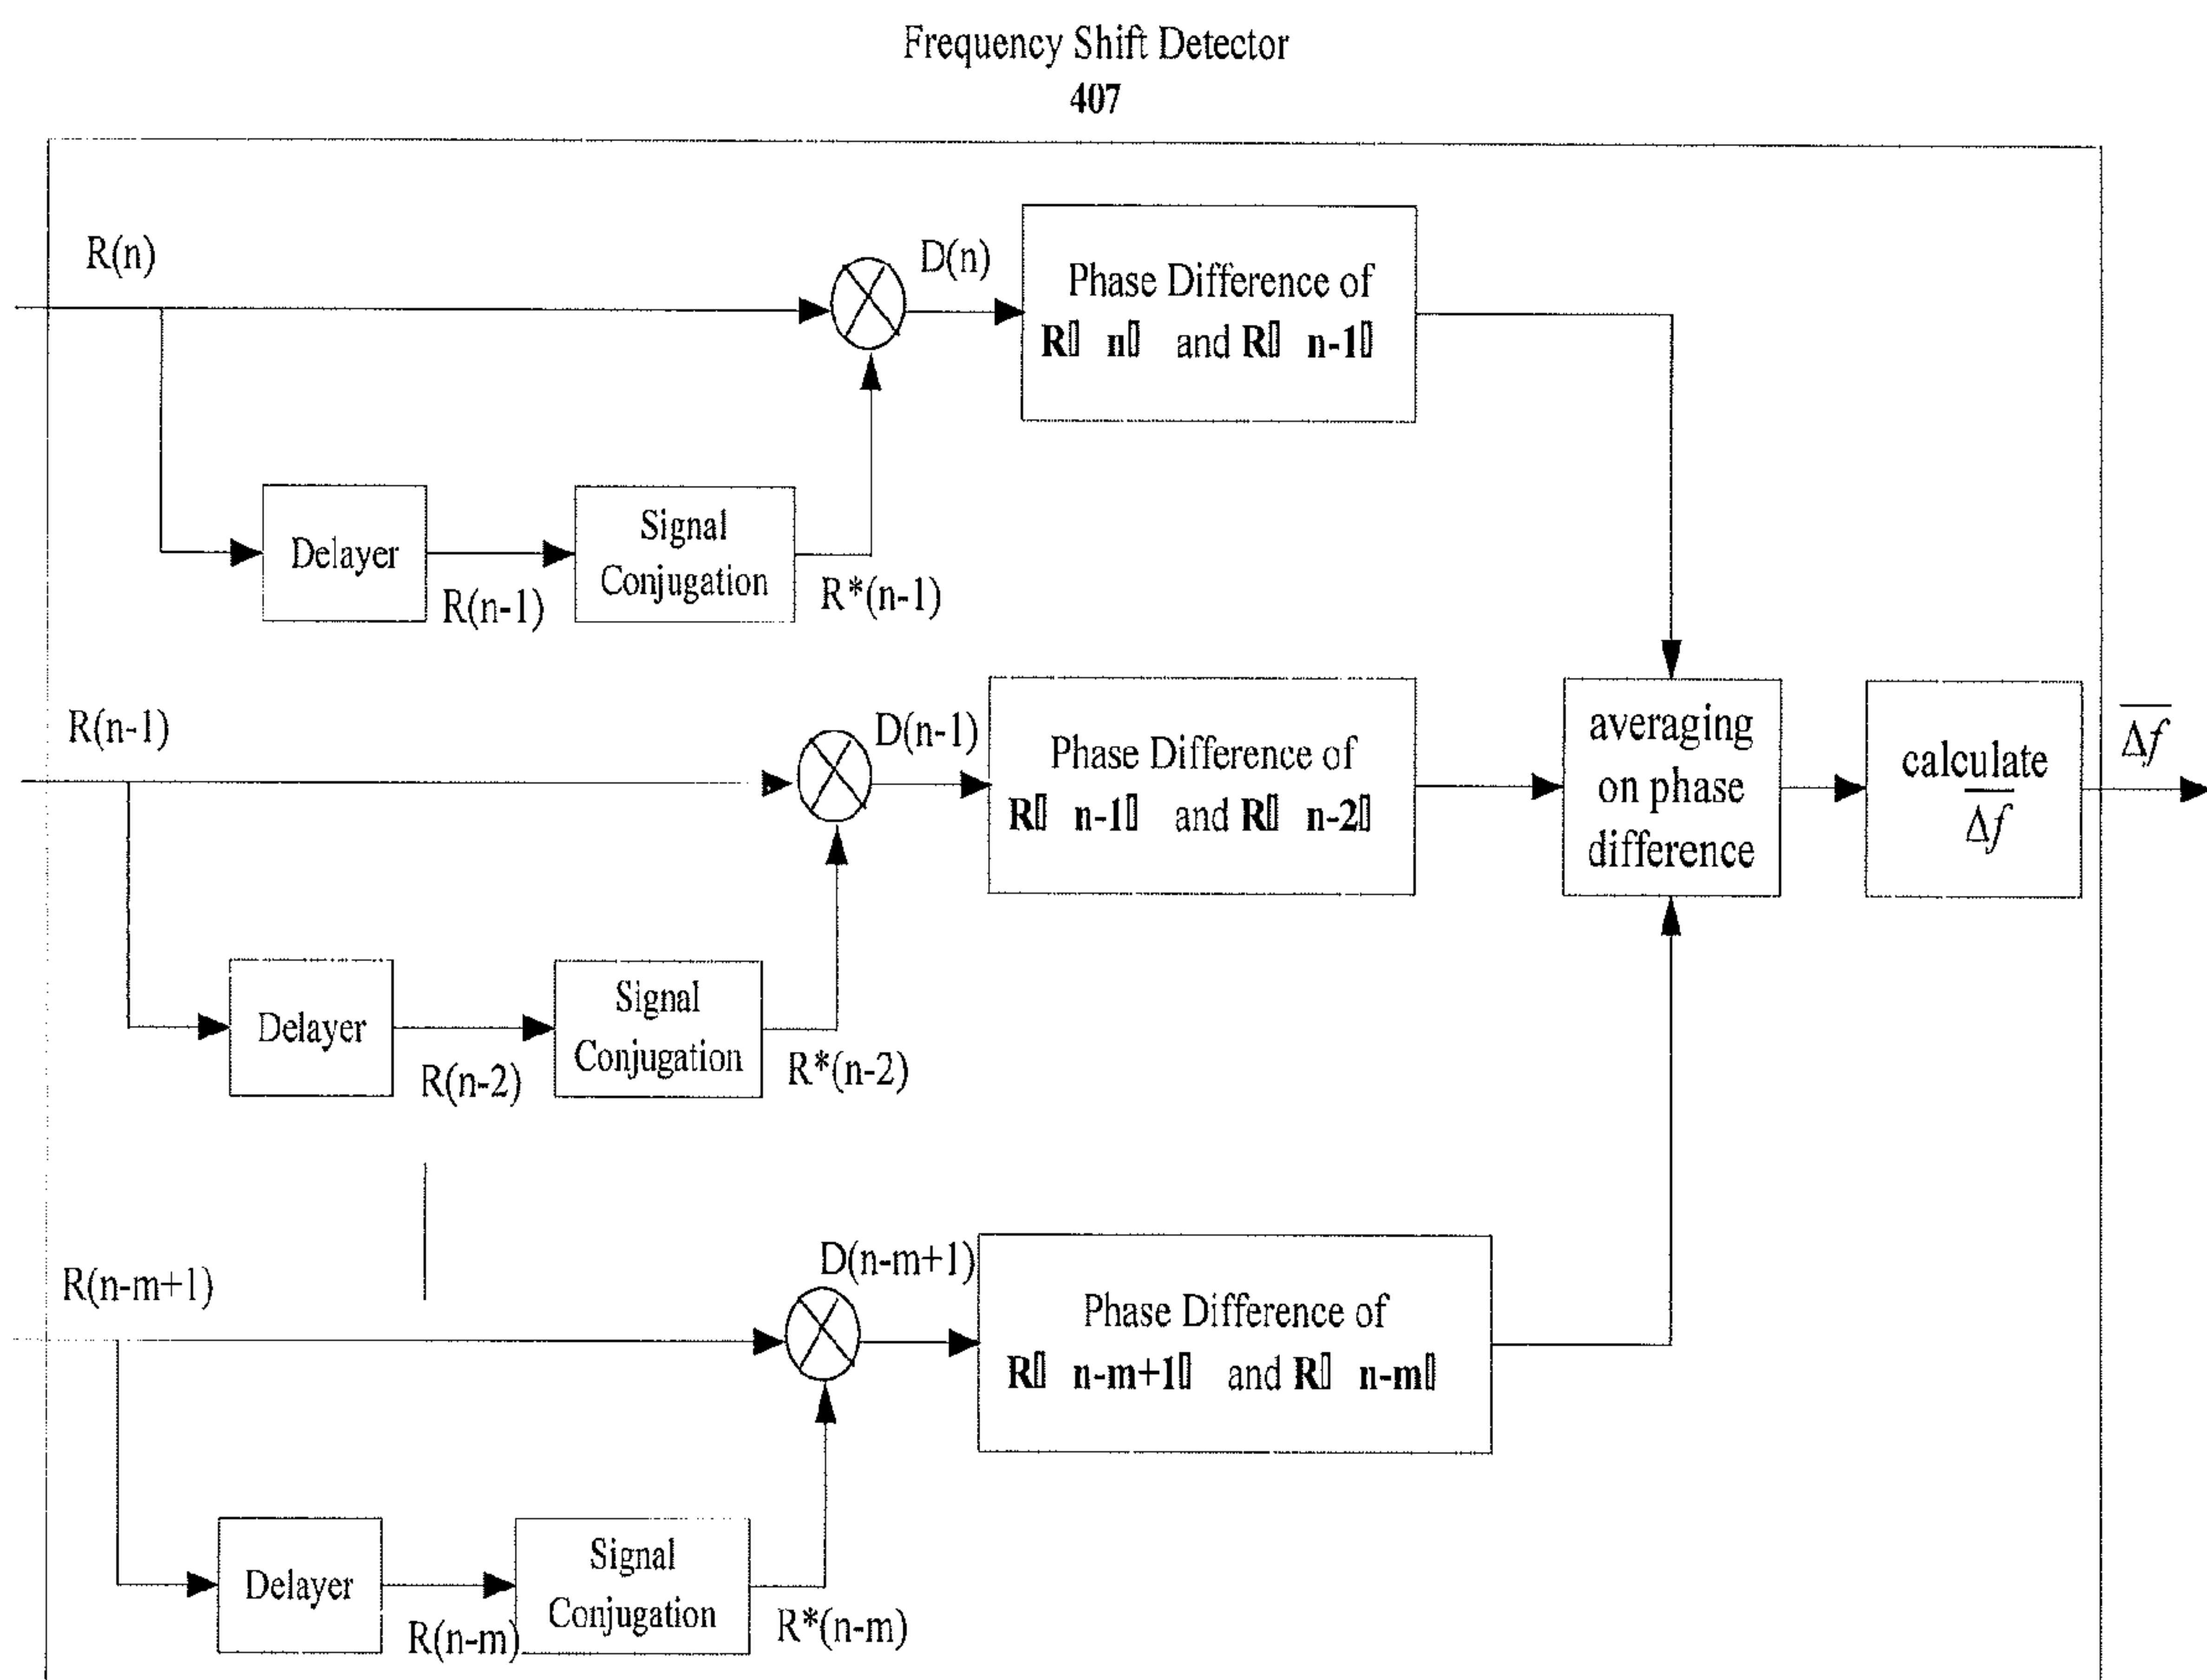 Frequency Shift Detector
407
R(n)
D(n)
Phase Difference of
R▯ n▯ and R▯ n-1▯
Delayer
R(n-1)
Signal
Conjugation
R*(n-1)
R(n-1)
D(n-1)
Phase Difference of
R▯ n-1▯ and R▯ n-2▯
averaging
on phase
difference
calculate
Δf̅
Δf̅
Delayer
R(n-2)
Signal
Conjugation
R*(n-2)
R(n-m+1)
D(n-m+1)
Phase Difference of
R▯ n-m+1▯ and R▯ n-m▯
Delayer
R(n-m)
Signal
Conjugation
R*(n-m)